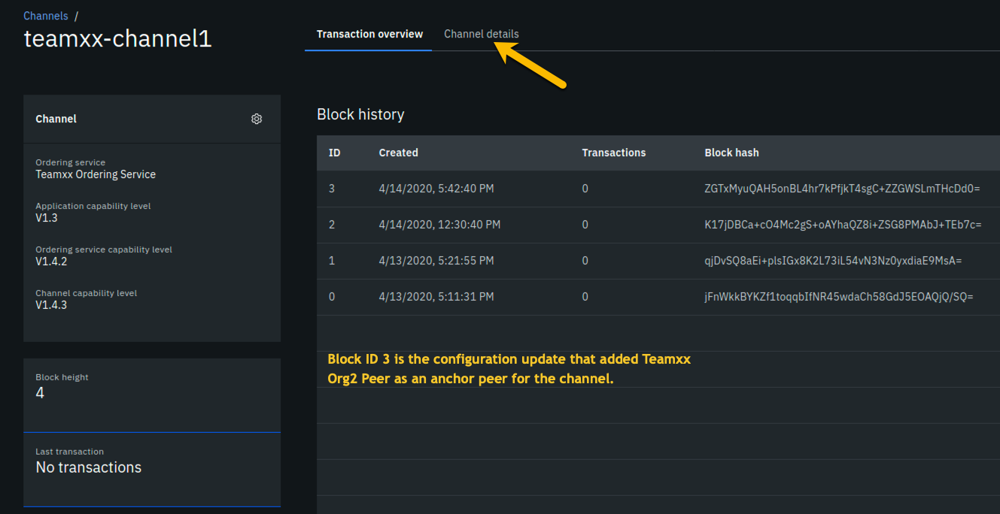 Channels /
teamxx-channel1
Transaction overview Channel details
Channel
Ordering service
Teamxx Ordering Service
Application capability level
V1.3
Ordering service capability level
V1.4.2
Channel capability level
V1.4.3
Block height
4
Last transaction
No transactions
Block history
ID Created Transactions Block hash
3 4/14/2020, 5:42:40 PM 0 ZGTxMyuQAH5onBL4hr7kPfjkT4sgC+ZZGWSLmTHcDd0=
2 4/14/2020, 12:30:40 PM 0 K17jDBCa+cO4Mc2gS+oAYhaQZ8i+ZSG8PMAbJ+TEb7c=
1 4/13/2020, 5:21:55 PM 0 qjDvSQ8aEi+plsIGx8K2L73iL54vN3Nz0yxdiaE9MsA=
0 4/13/2020, 5:11:31 PM 0 jFnWkkBYKZf1toqqbIfNR45wdaCh58GdJ5EOAQjQ/SQ=
Block ID 3 is the configuration update that added Teamxx
Org2 Peer as an anchor peer for the channel.